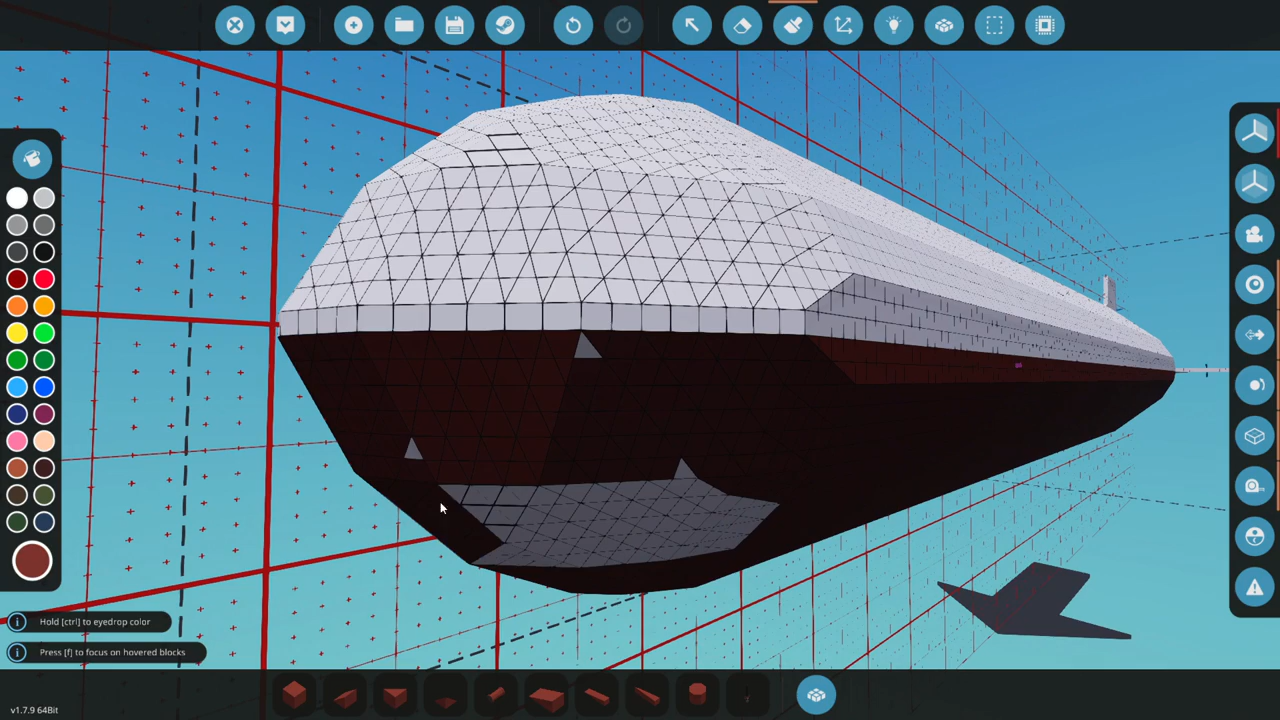 Hold [ctrl] to eyedrop color
Press [f] to focus on hovered blocks
v1.7.9 64Bit